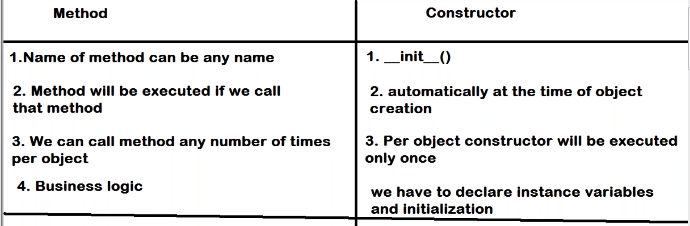 Method
Constructor
1.Name of method can be any name
1. __init__()
2. Method will be executed if we call
that method
2. automatically at the time of object
creation
3. We can call method any number of times
per object
3. Per object constructor will be executed
only once
4. Business logic
we have to declare instance variables
and initialization